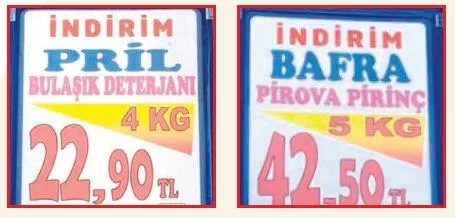 İNDİRİM
PRİL
BULAŞIK DETERJANI
4 KG
22,90 TL
İNDİRİM
BAFRA
PİROVA PİRİNÇ
5 KG
42,50 TL